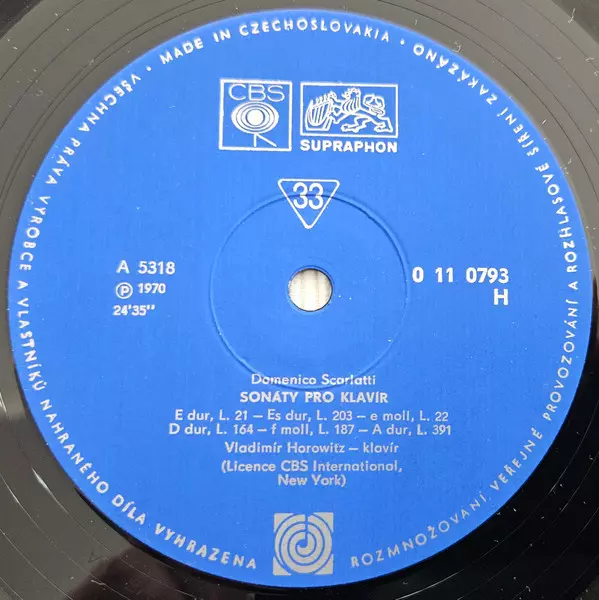 • MADE IN CZECHOSLOVAKIA •
VŠECHNA PRÁVA VÝROBCE A VLASTNÍKŮ NAHRANÉHO DÍLA VYHRAZENA
ROZMNOŽOVÁNÍ, VEŘEJNÉ PROVOZOVÁNÍ A ROZHLASOVÉ ŠÍŘENÍ ZAKÁZÁNO
CBS
SUPRAPHON
33
A 5318
Ⓟ 1970
24'35''
0 11 0793
H
Domenico Scarlatti
SONÁTY PRO KLAVÍR
E dur, L. 21 – Es dur, L. 203 – e moll, L. 22
D dur, L. 164 – f moll, L. 187 – A dur, L. 391
Vladimír Horowitz – klavír
(Licence CBS International,
New York)